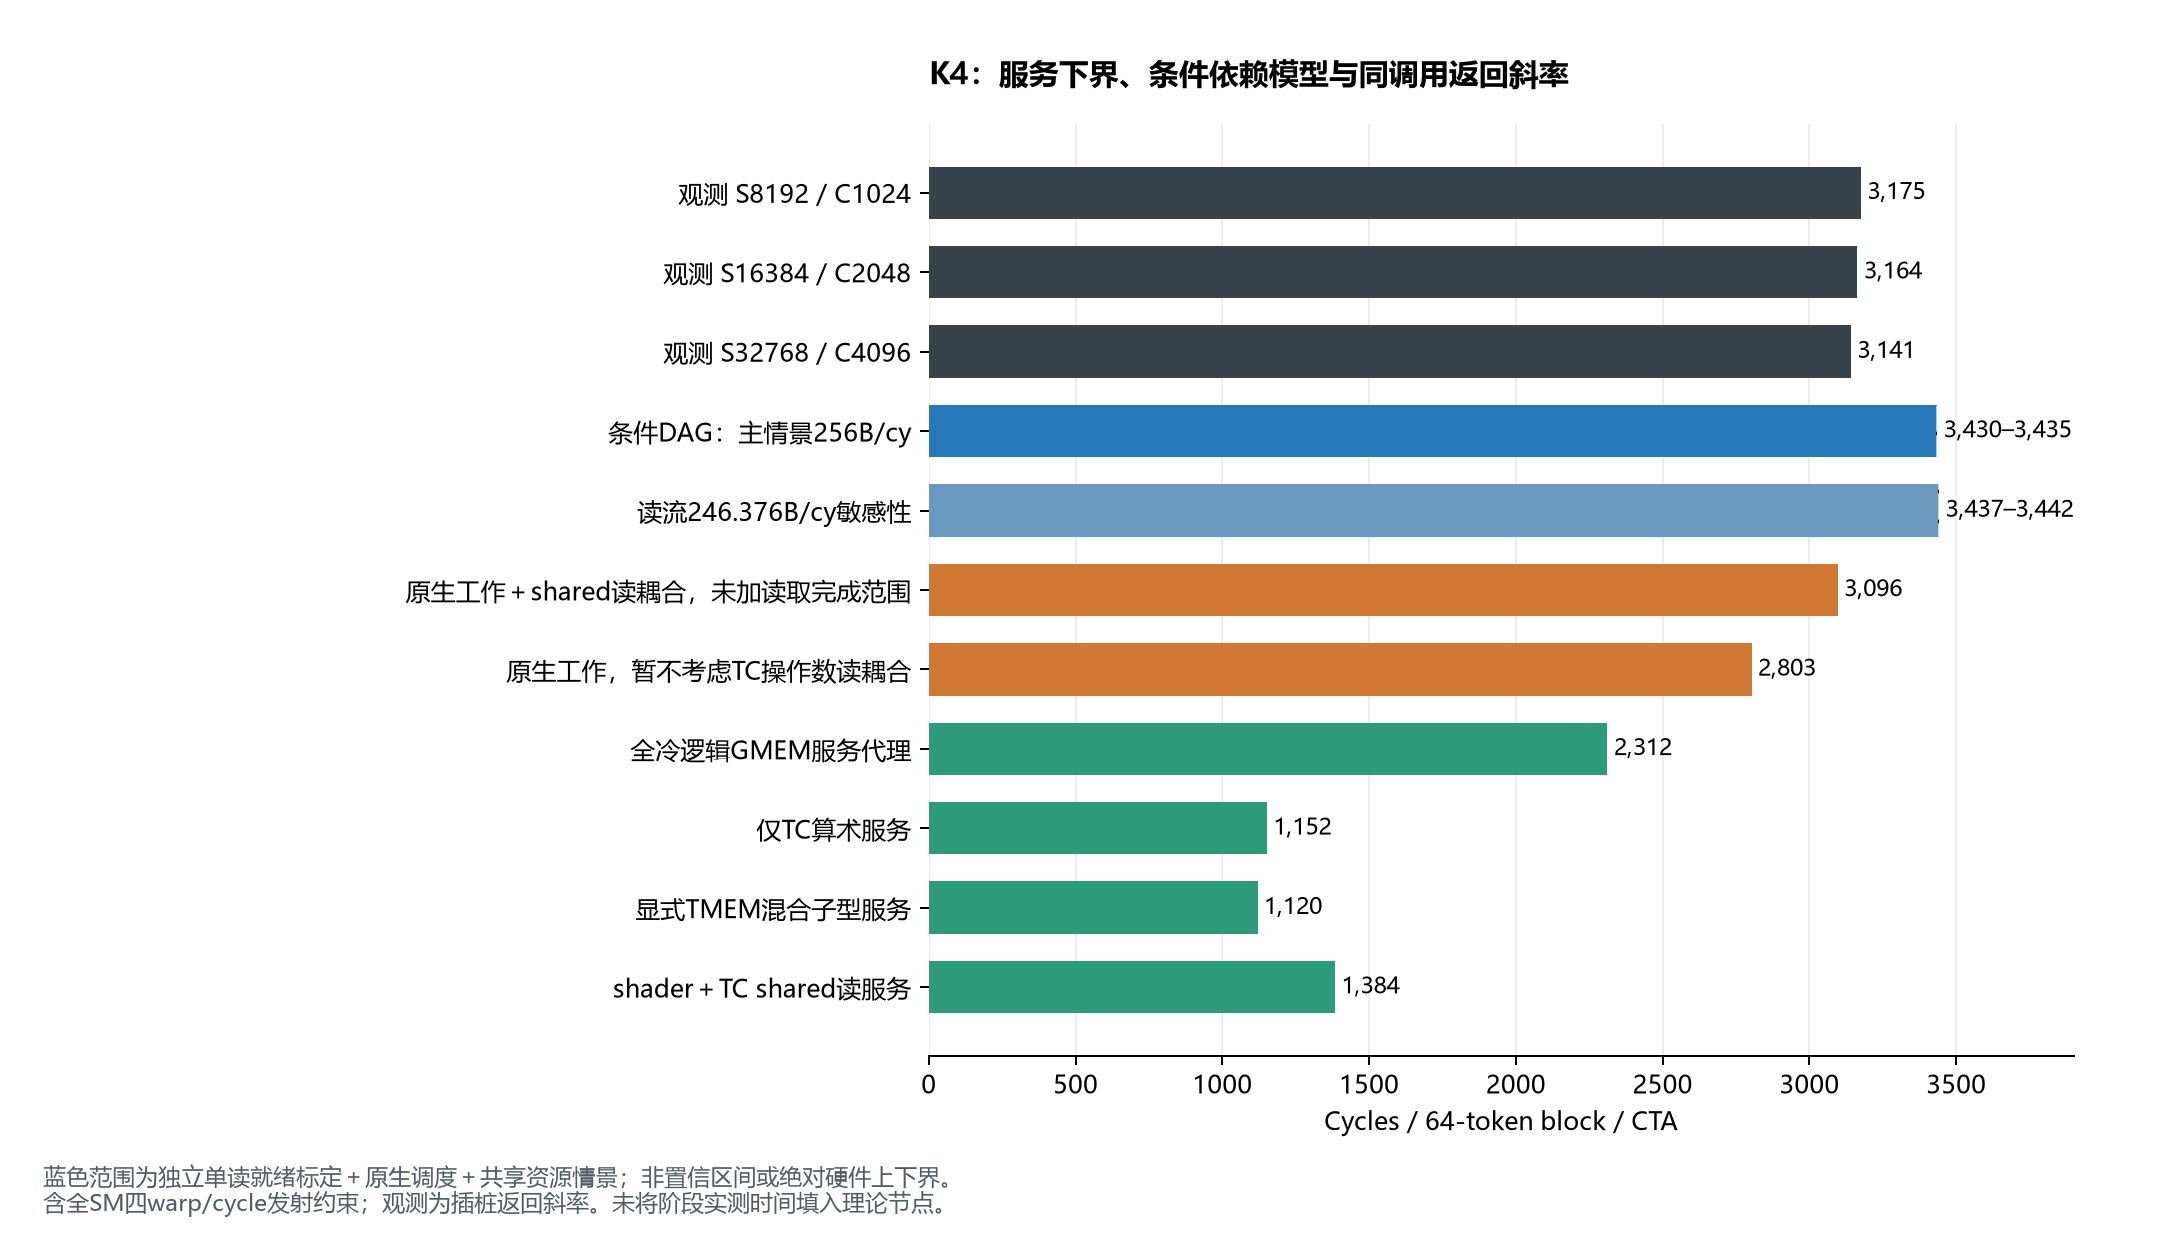 K4：服务下界、条件依赖模型与同调用返回斜率
观测 S8192 / C1024
3,175
观测 S16384 / C2048
3,164
观测 S32768 / C4096
3,141
条件DAG：主情景256B/cy
3,430–3,435
读流246.376B/cy敏感性
3,437–3,442
原生工作＋shared读耦合，未加读取完成范围
3,096
原生工作，暂不考虑TC操作数读耦合
2,803
全冷逻辑GMEM服务代理
2,312
仅TC算术服务
1,152
显式TMEM混合子型服务
1,120
shader＋TC shared读服务
1,384
0 500 1000 1500 2000 2500 3000 3500
Cycles / 64-token block / CTA
蓝色范围为独立单读就绪标定＋原生调度＋共享资源情景；非置信区间或绝对硬件上下界。
含全SM四warp/cycle发射约束；观测为插桩返回斜率。未将阶段实测时间填入理论节点。